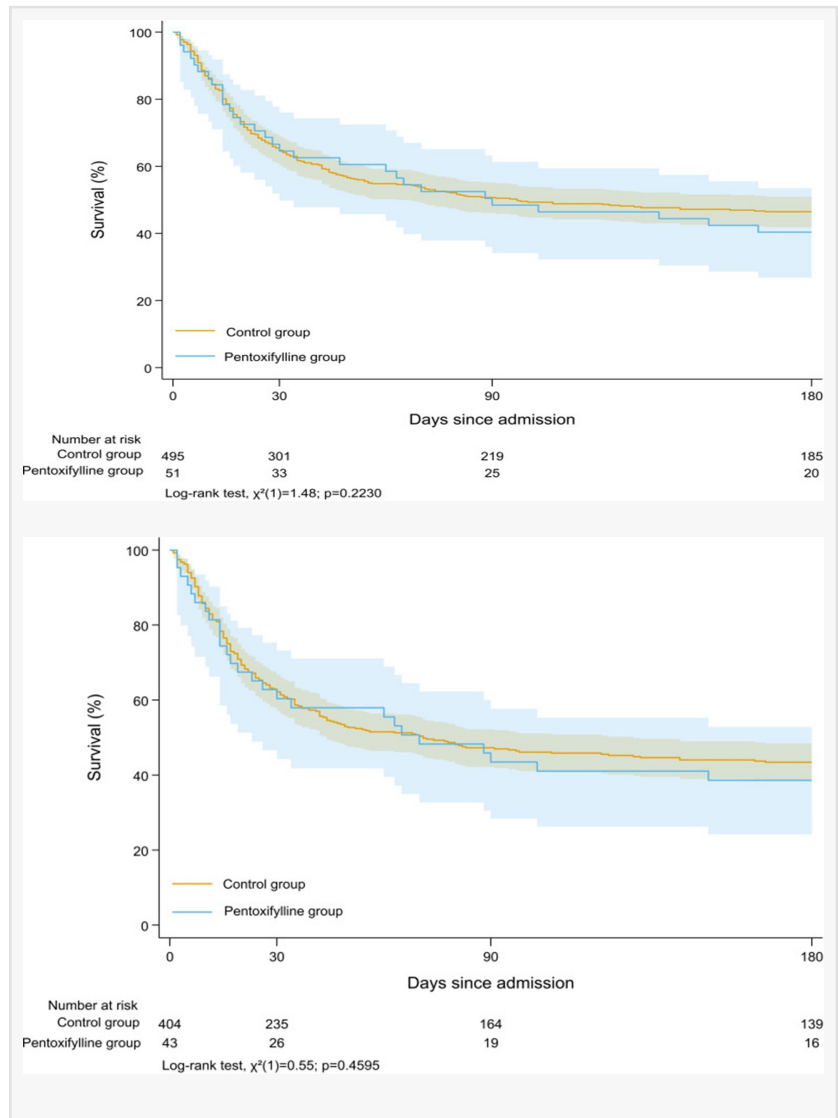 100
80
60
40
20
0
Survival (%)
Control group
Pentoxifylline group
0 30 90 180
Days since admission
Number at risk
Control group 495 301 219 185
Pentoxifylline group 51 33 25 20
Log-rank test, χ²(1)=1.48; p=0.2230
100
80
60
40
20
0
Survival (%)
Control group
Pentoxifylline group
0 30 90 180
Days since admission
Number at risk
Control group 404 235 164 139
Pentoxifylline group 43 26 19 16
Log-rank test, χ²(1)=0.55; p=0.4595